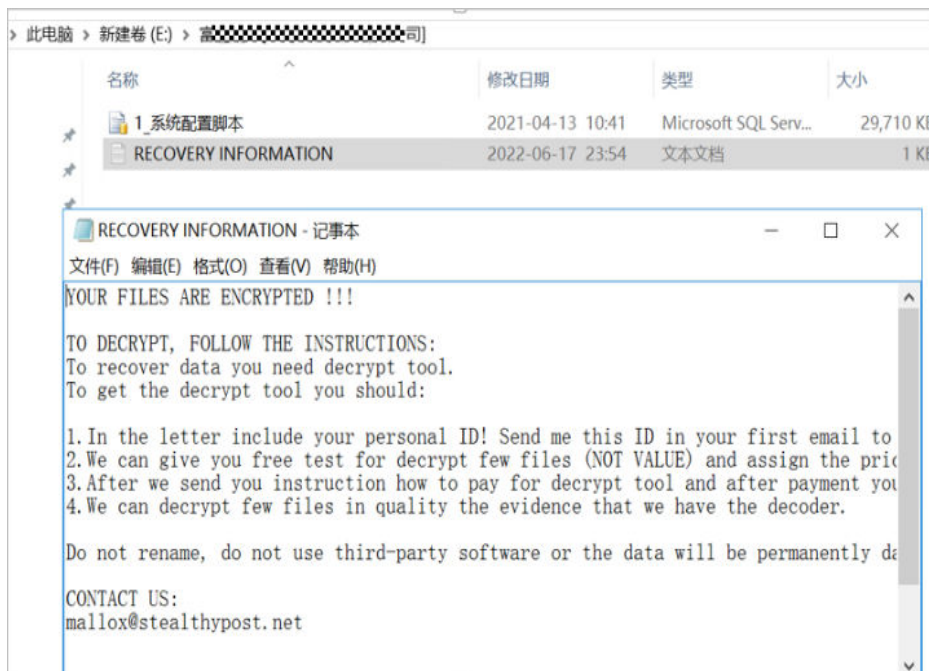 此电脑 › 新建卷 (E:) › 富 司]
名称 修改日期 类型 大小
1_系统配置脚本 2021-04-13 10:41 Microsoft SQL Serv... 29,710 KB
RECOVERY INFORMATION 2022-06-17 23:54 文本文档 1 KB
RECOVERY INFORMATION - 记事本
文件(F) 编辑(E) 格式(O) 查看(V) 帮助(H)
YOUR FILES ARE ENCRYPTED !!!
TO DECRYPT, FOLLOW THE INSTRUCTIONS:
To recover data you need decrypt tool.
To get the decrypt tool you should:
1.In the letter include your personal ID! Send me this ID in your first email to
2.We can give you free test for decrypt few files (NOT VALUE) and assign the pric
3.After we send you instruction how to pay for decrypt tool and after payment you
4.We can decrypt few files in quality the evidence that we have the decoder.
Do not rename, do not use third-party software or the data will be permanently da
CONTACT US:
mallox@stealthypost.net